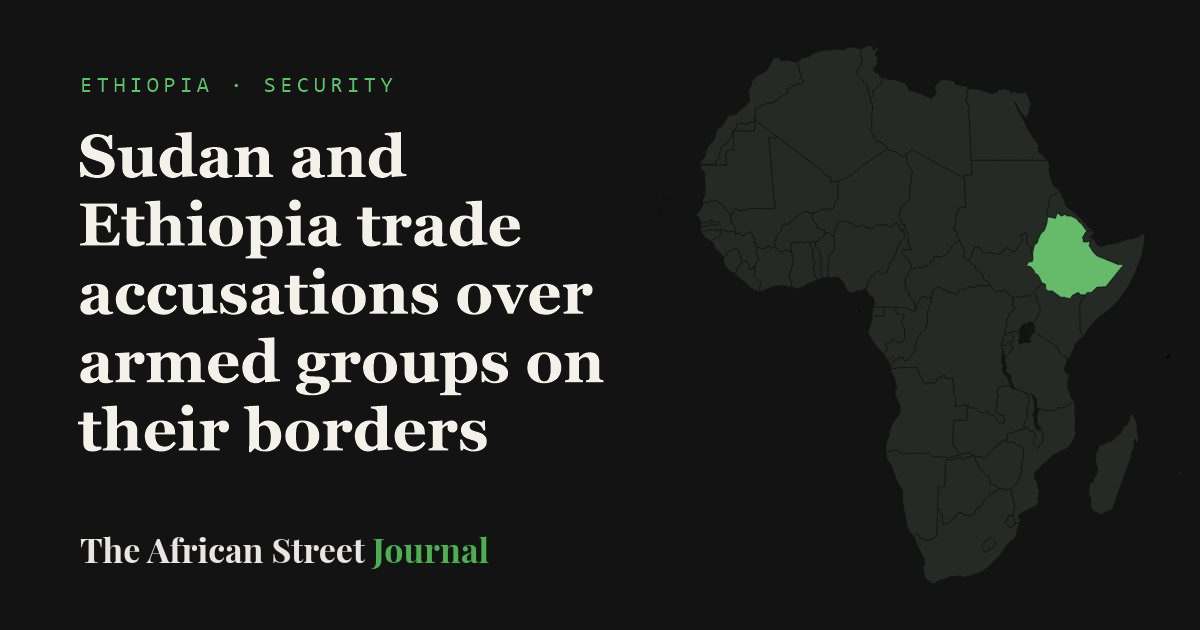 ETHIOPIA · SECURITY
Sudan and
Ethiopia trade
accusations over
armed groups on
their borders
The African Street Journal